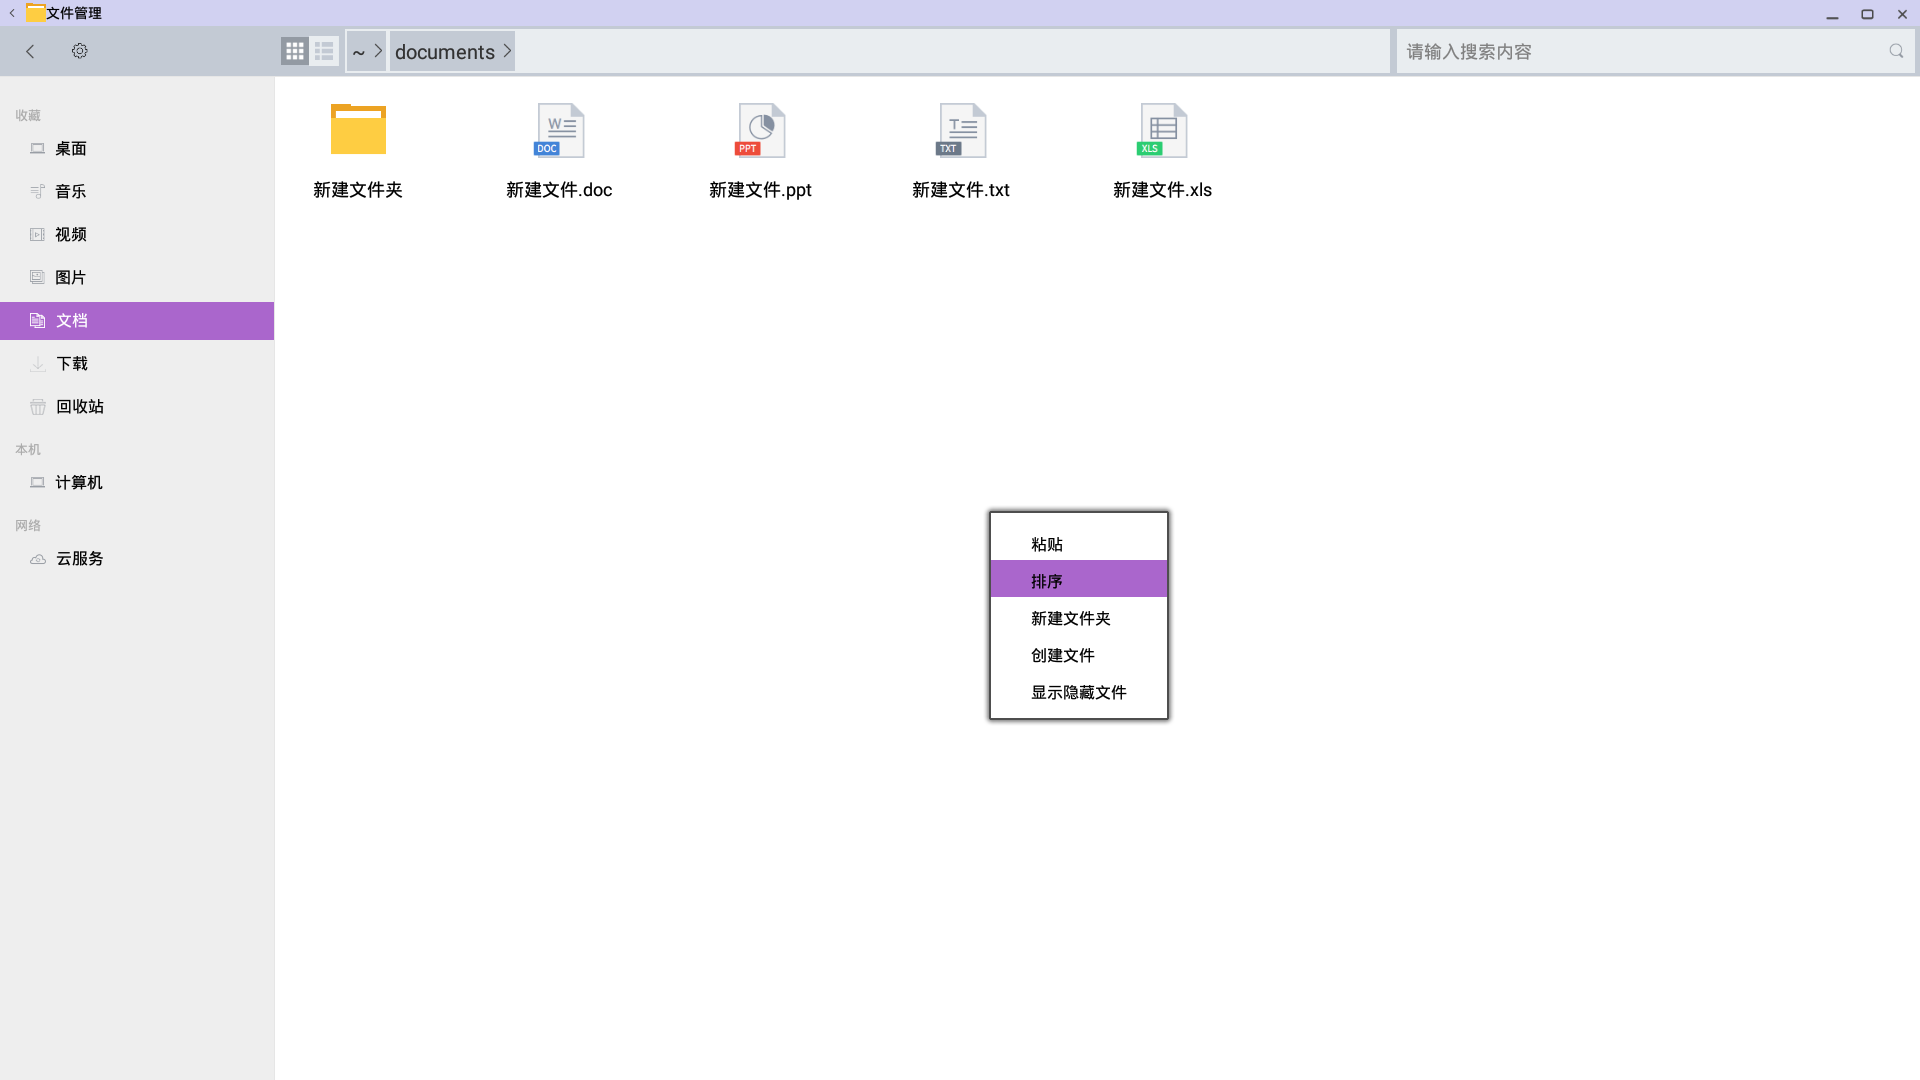 文件管理
~
documents
请输入搜索内容
收藏
桌面
音乐
视频
图片
文档
下载
回收站
本机
计算机
网络
云服务
W
DOC
PPT
T
TXT
XLS
新建文件夹
新建文件.doc
新建文件.ppt
新建文件.txt
新建文件.xls
粘贴
排序
新建文件夹
创建文件
显示隐藏文件